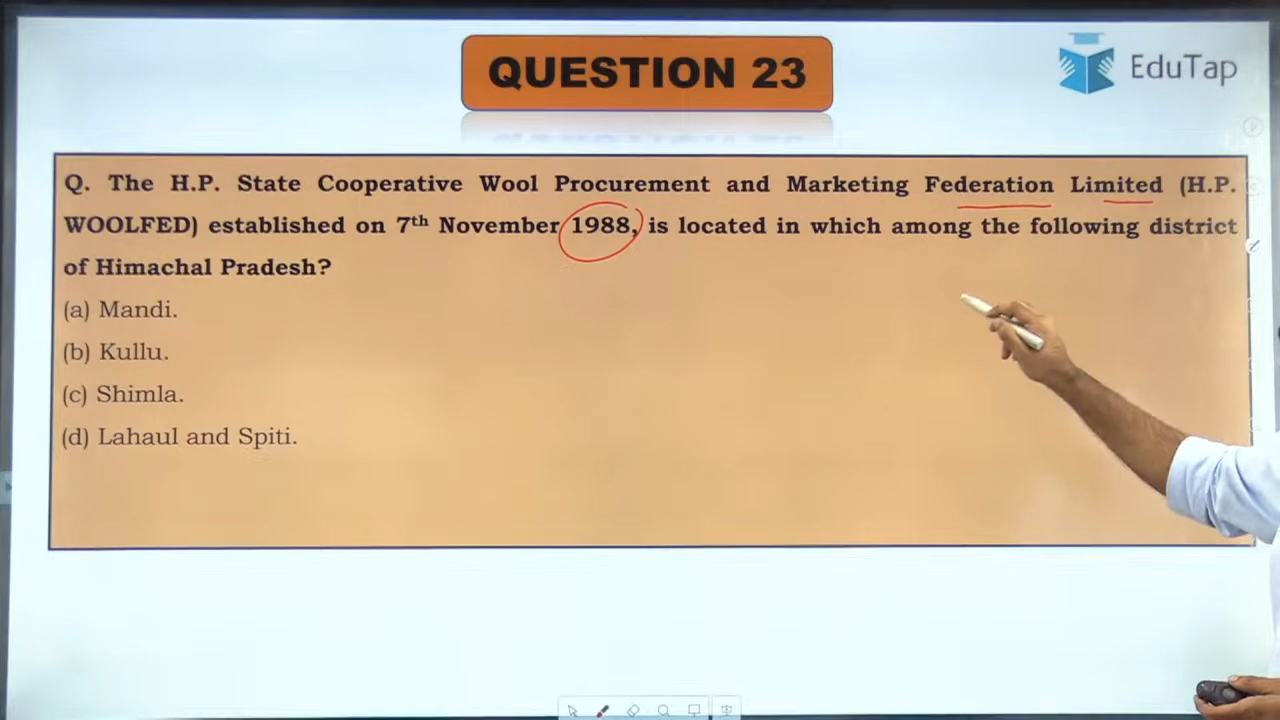 QUESTION 23
EduTap
Q. The H.P. State Cooperative Wool Procurement and Marketing Federation Limited (H.P.
WOOLFED) established on 7th November 1988, is located in which among the following district
of Himachal Pradesh?
(a) Mandi.
(b) Kullu.
(c) Shimla.
(d) Lahaul and Spiti.